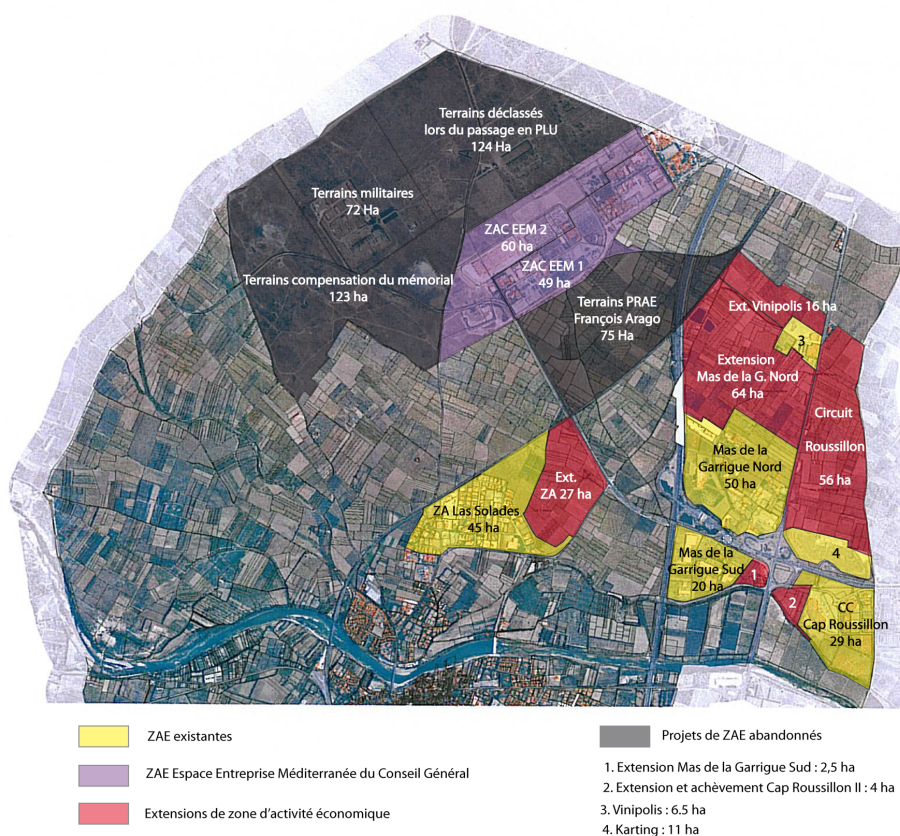 Terrains déclassés
lors du passage en PLU
124 Ha
Terrains militaires
72 Ha
ZAC EEM 2
60 ha
ZAC EEM 1
49 ha
Terrains compensation du mémorial
123 ha
Terrains PRAE
François Arago
75 Ha
Ext. Vinipolis 16 ha
3
Extension
Mas de la G. Nord
64 ha
Circuit
Roussillon
56 ha
Mas de la
Garrigue Nord
50 ha
Ext.
ZA 27 ha
ZA Las Solades
45 ha
Mas de la
Garrigue Sud
20 ha
1
4
2
CC
Cap Roussillon
29 ha
ZAE existantes
ZAE Espace Entreprise Méditerranée du Conseil Général
Extensions de zone d'activité économique
Projets de ZAE abandonnés
1. Extension Mas de la Garrigue Sud : 2,5 ha
2. Extension et achèvement Cap Roussillon II : 4 ha
3. Vinipolis : 6.5 ha
4. Karting : 11 ha